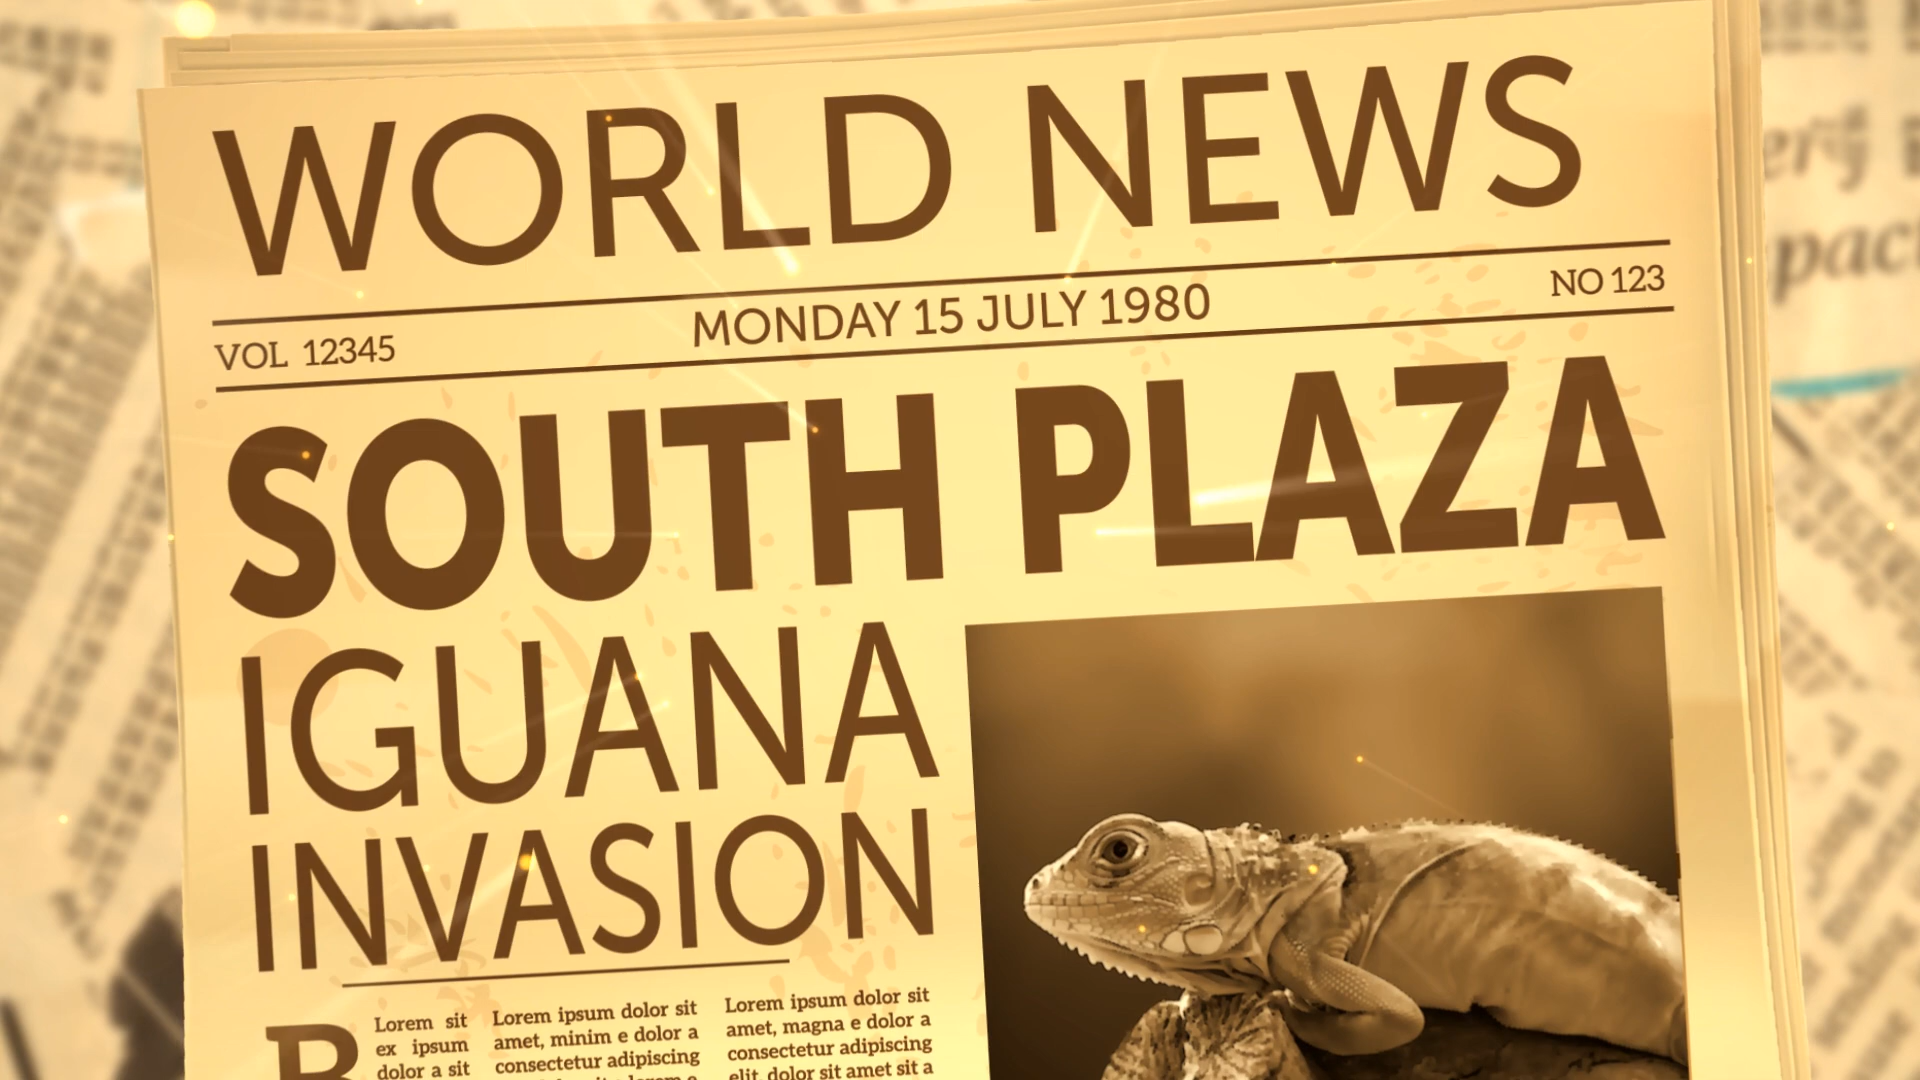 WORLD NEWS
VOL 12345
MONDAY 15 JULY 1980
NO 123
SOUTH PLAZA
IGUANA
INVASION
B
Lorem sit
ex ipsum
dolor a sit
Lorem ipsum dolor sit
amet, minim e dolor a
consectetur adipiscing
Lorem ipsum dolor sit
amet, magna e dolor a
consectetur adipiscing
elit, dolor sit amet sit a
pact